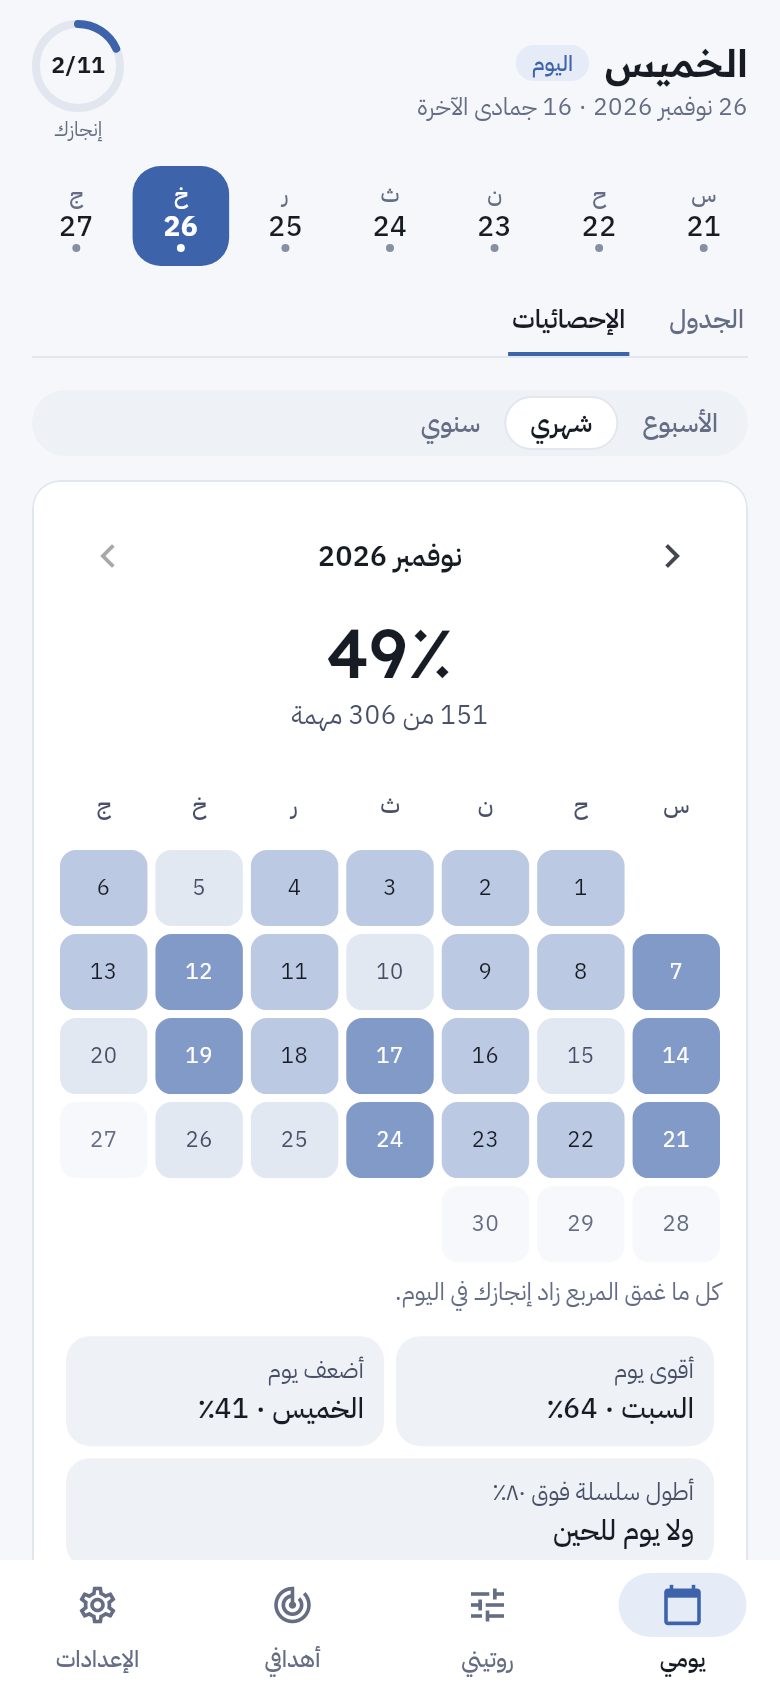 الخميس اليوم
26 نوفمبر 2026 · 16 جمادى الآخرة
2/11
إنجازك
س ح ن ث ر خ ج
21 22 23 24 25 26 27
الجدول الإحصائيات
الأسبوع شهري سنوي
نوفمبر 2026
49٪
151 من 306 مهمة
س ح ن ث ر خ ج
1 2 3 4 5 6
7 8 9 10 11 12 13
14 15 16 17 18 19 20
21 22 23 24 25 26 27
28 29 30
كل ما غمق المربع زاد إنجازك في اليوم.
أقوى يوم
السبت · 64٪
أضعف يوم
الخميس · 41٪
أطول سلسلة فوق ٨٠٪
ولا يوم للحين
يومي روتيني أهدافي الإعدادات